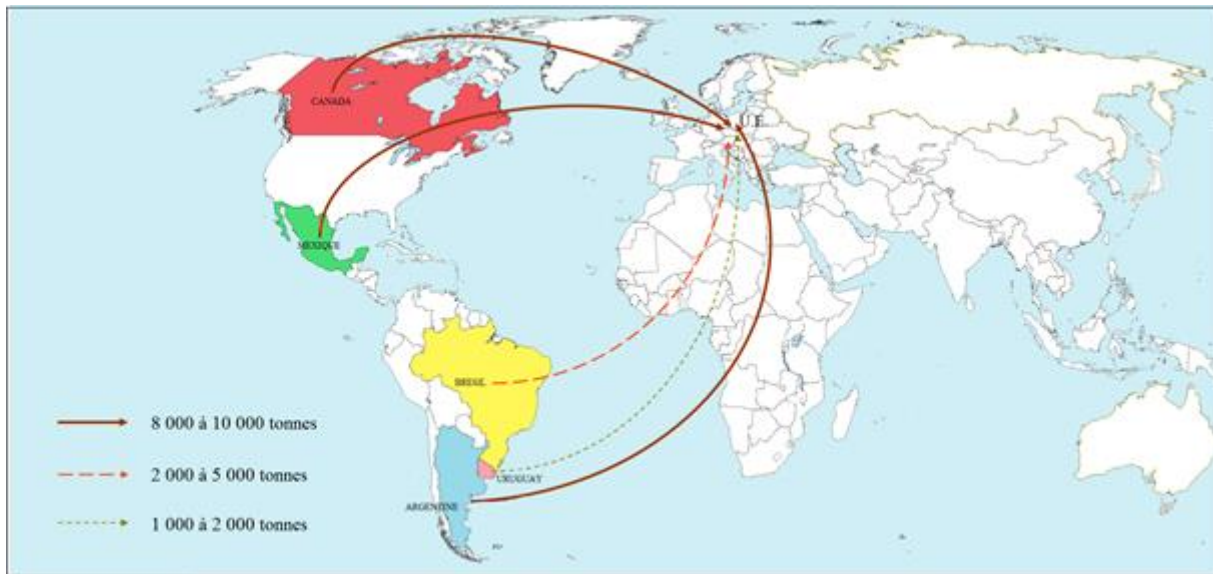 CANADA
U.E.
MEXIQUE
BRESIL
URUGUAY
ARGENTINE
8 000 á 10 000 tonnes
2 000 á 5 000 tonnes
1 000 á 2 000 tonnes